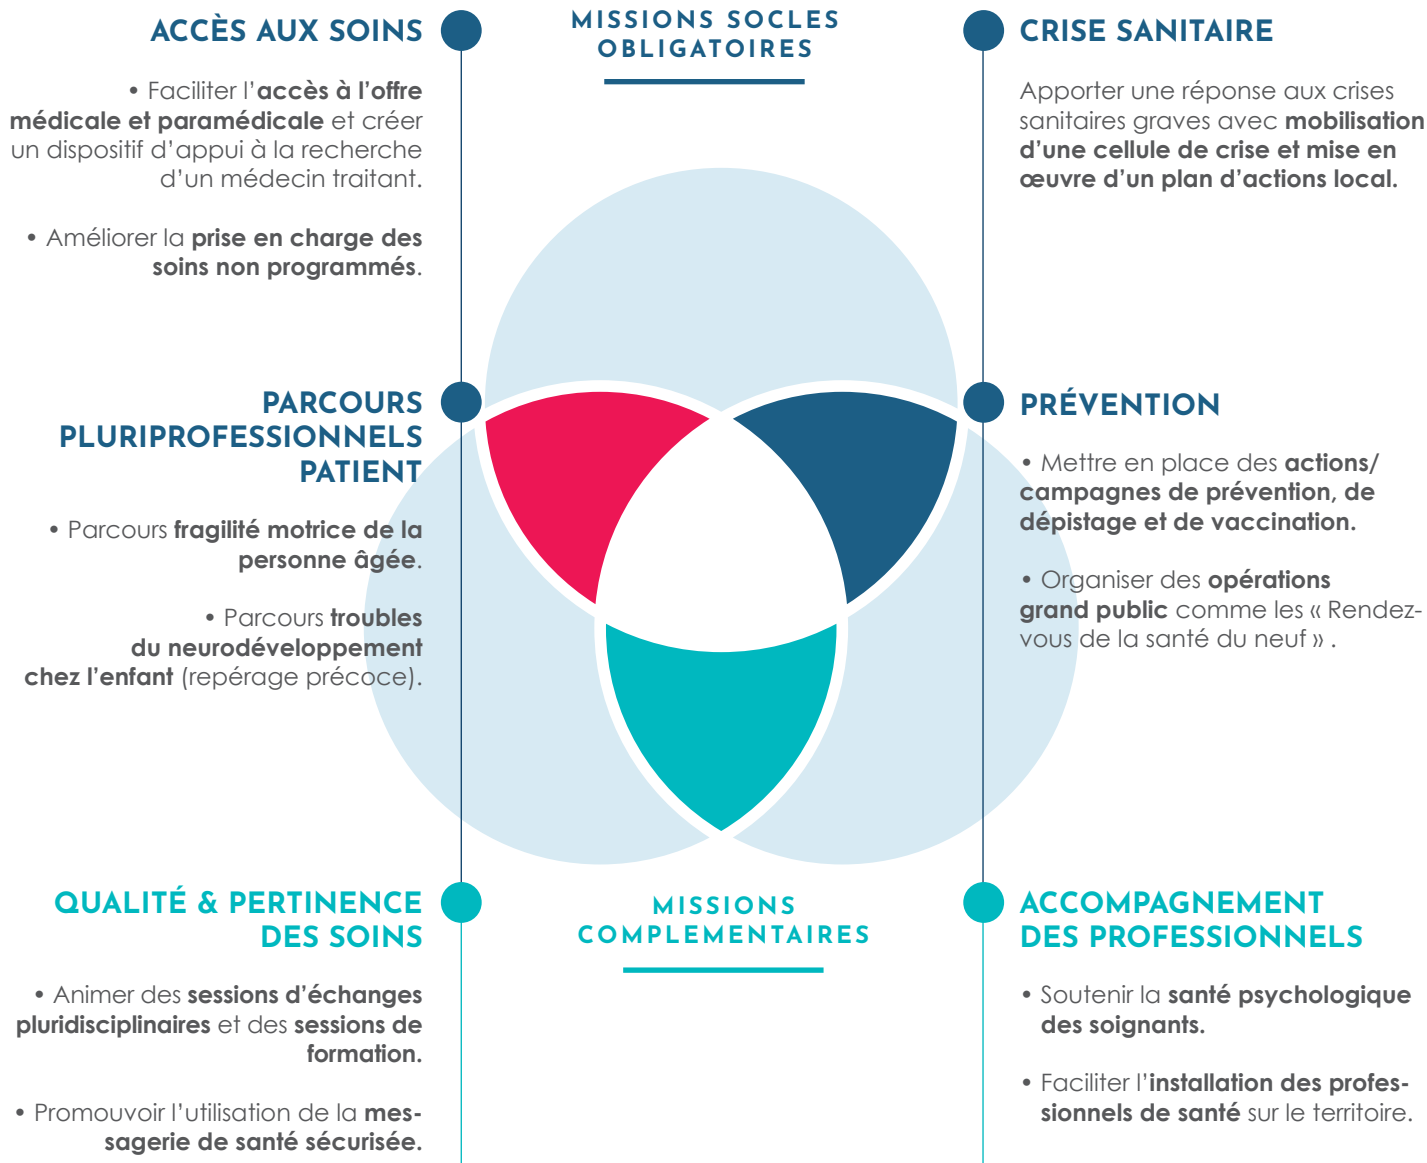 MISSIONS SOCLES
OBLIGATOIRES
ACCÈS AUX SOINS
• Faciliter l’accès à l’offre
médicale et paramédicale et créer
un dispositif d’appui à la recherche
d’un médecin traitant.
• Améliorer la prise en charge des
soins non programmés.
CRISE SANITAIRE
Apporter une réponse aux crises
sanitaires graves avec mobilisation
d’une cellule de crise et mise en
œuvre d’un plan d’actions local.
PARCOURS
PLURIPROFESSIONNELS
PATIENT
• Parcours fragilité motrice de la
personne âgée.
• Parcours troubles
du neurodéveloppement
chez l’enfant (repérage précoce).
PRÉVENTION
• Mettre en place des actions/
campagnes de prévention, de
dépistage et de vaccination.
• Organiser des opérations
grand public comme les « Rendez-
vous de la santé du neuf » .
MISSIONS
COMPLEMENTAIRES
QUALITÉ & PERTINENCE
DES SOINS
• Animer des sessions d’échanges
pluridisciplinaires et des sessions de
formation.
• Promouvoir l’utilisation de la mes-
sagerie de santé sécurisée.
ACCOMPAGNEMENT
DES PROFESSIONNELS
• Soutenir la santé psychologique
des soignants.
• Faciliter l’installation des profes-
sionnels de santé sur le territoire.